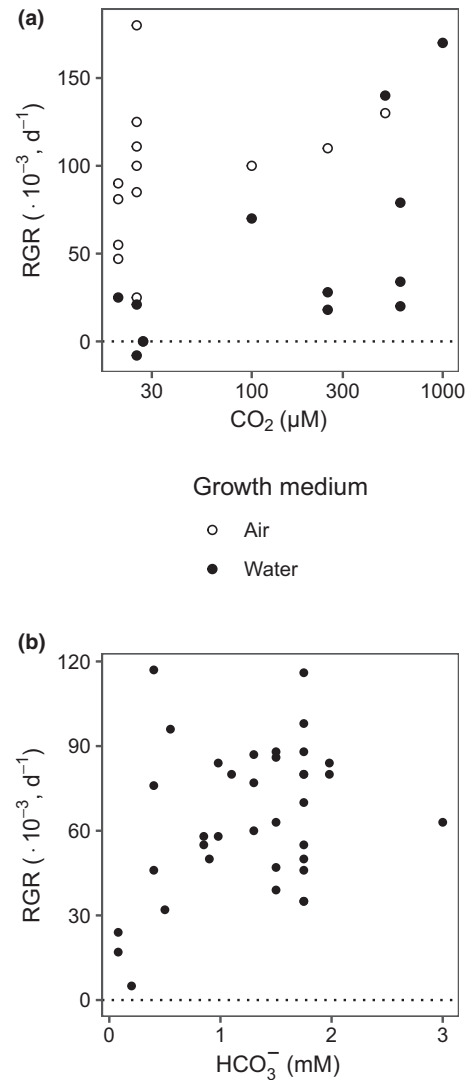 (a)
RGR ( · 10⁻³, d⁻¹)
150
100
50
0
30 100 300 1000
CO₂ (µM)
Growth medium
Air
Water
(b)
RGR ( · 10⁻³, d⁻¹)
120
90
60
30
0
0 1 2 3
HCO₃⁻ (mM)